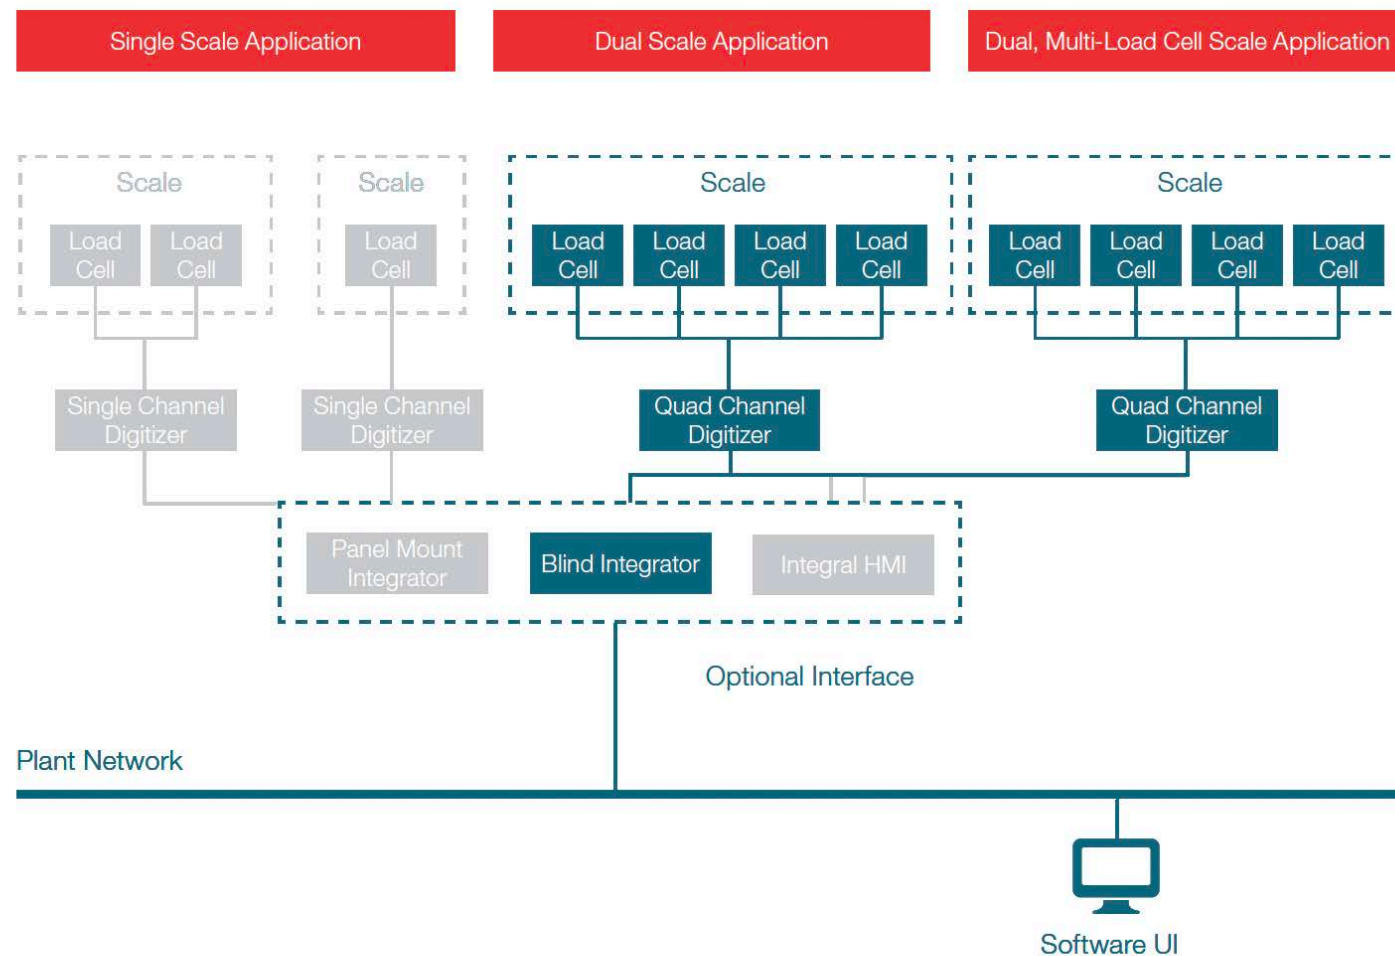 Single Scale Application
Dual Scale Application
Dual, Multi-Load Cell Scale Application
Scale
Scale
Scale
Scale
Load
Cell
Load
Cell
Load
Cell
Load
Cell
Load
Cell
Load
Cell
Load
Cell
Load
Cell
Load
Cell
Load
Cell
Load
Cell
Single Channel
Digitizer
Single Channel
Digitizer
Quad Channel
Digitizer
Quad Channel
Digitizer
Panel Mount
Integrator
Blind Integrator
Integral HMI
Optional Interface
Plant Network
Software UI